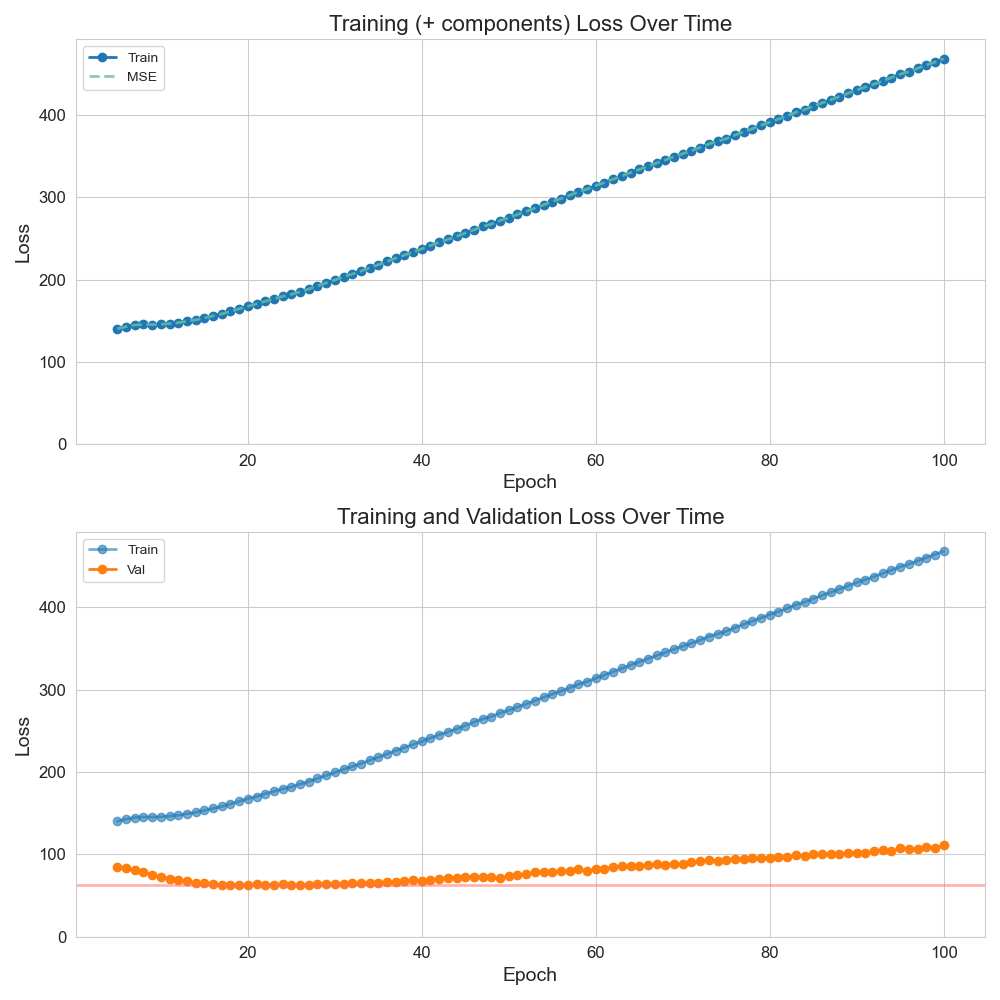 Training (+ components) Loss Over Time
Train
MSE
Loss
400
300
200
100
0
20 40 60 80 100
Epoch
Training and Validation Loss Over Time
Train
Val
Loss
400
300
200
100
0
20 40 60 80 100
Epoch